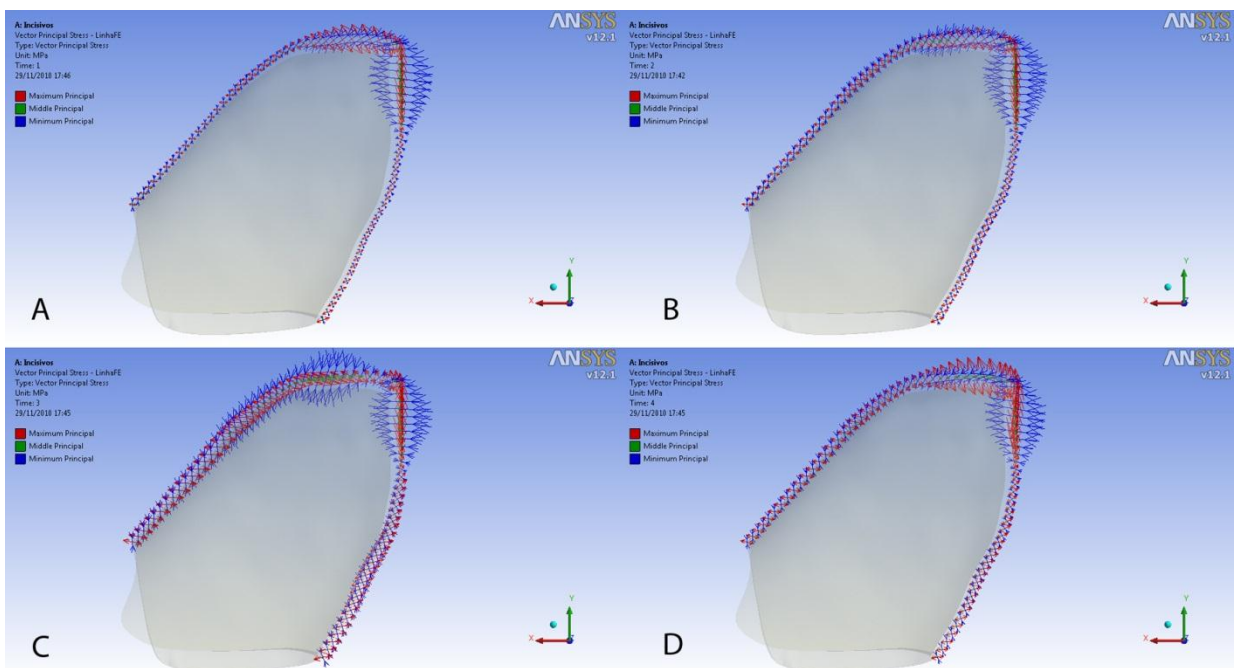 A: Incisivos
Vector Principal Stress - LinhaFE
Type: Vector Principal Stress
Unit: MPa
Time: 1
29/11/2010 17:46
Maximum Principal
Middle Principal
Minimum Principal
ANSYS
v12.1
Y
X
Z
A
A: Incisivos
Vector Principal Stress - LinhaFE
Type: Vector Principal Stress
Unit: MPa
Time: 2
29/11/2010 17:42
Maximum Principal
Middle Principal
Minimum Principal
ANSYS
v12.1
Y
X
Z
B
A: Incisivos
Vector Principal Stress - LinhaFE
Type: Vector Principal Stress
Unit: MPa
Time: 3
29/11/2010 17:45
Maximum Principal
Middle Principal
Minimum Principal
ANSYS
v12.1
Y
X
Z
C
A: Incisivos
Vector Principal Stress - LinhaFE
Type: Vector Principal Stress
Unit: MPa
Time: 4
29/11/2010 17:45
Maximum Principal
Middle Principal
Minimum Principal
ANSYS
v12.1
Y
X
Z
D